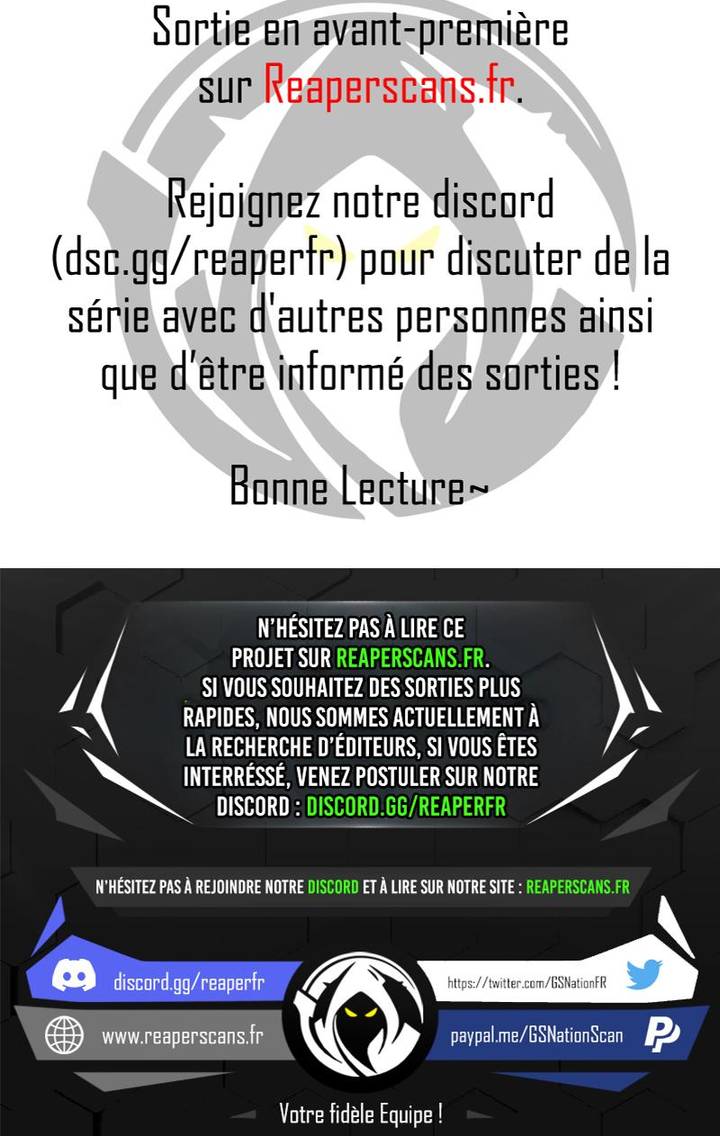 Sortie en avant-première
sur Reaperscans.fr.
Rejoignez notre discord
(dsc.gg/reaperfr) pour discuter de la
série avec d'autres personnes ainsi
que d’être informé des sorties !
Bonne Lecture~
N’HÉSITEZ PAS À LIRE CE
PROJET SUR REAPERSCANS.FR.
SI VOUS SOUHAITEZ DES SORTIES PLUS
RAPIDES, NOUS SOMMES ACTUELLEMENT À
LA RECHERCHE D’ÉDITEURS, SI VOUS ÊTES
INTERRÉSSÉ, VENEZ POSTULER SUR NOTRE
DISCORD : DISCORD.GG/REAPERFR
N’HÉSITEZ PAS À REJOINDRE NOTRE DISCORD ET À LIRE SUR NOTRE SITE : REAPERSCANS.FR
discord.gg/reaperfr
https://twitter.com/GSNationFR
www.reaperscans.fr
paypal.me/GSNationScan
Votre fidèle Equipe !